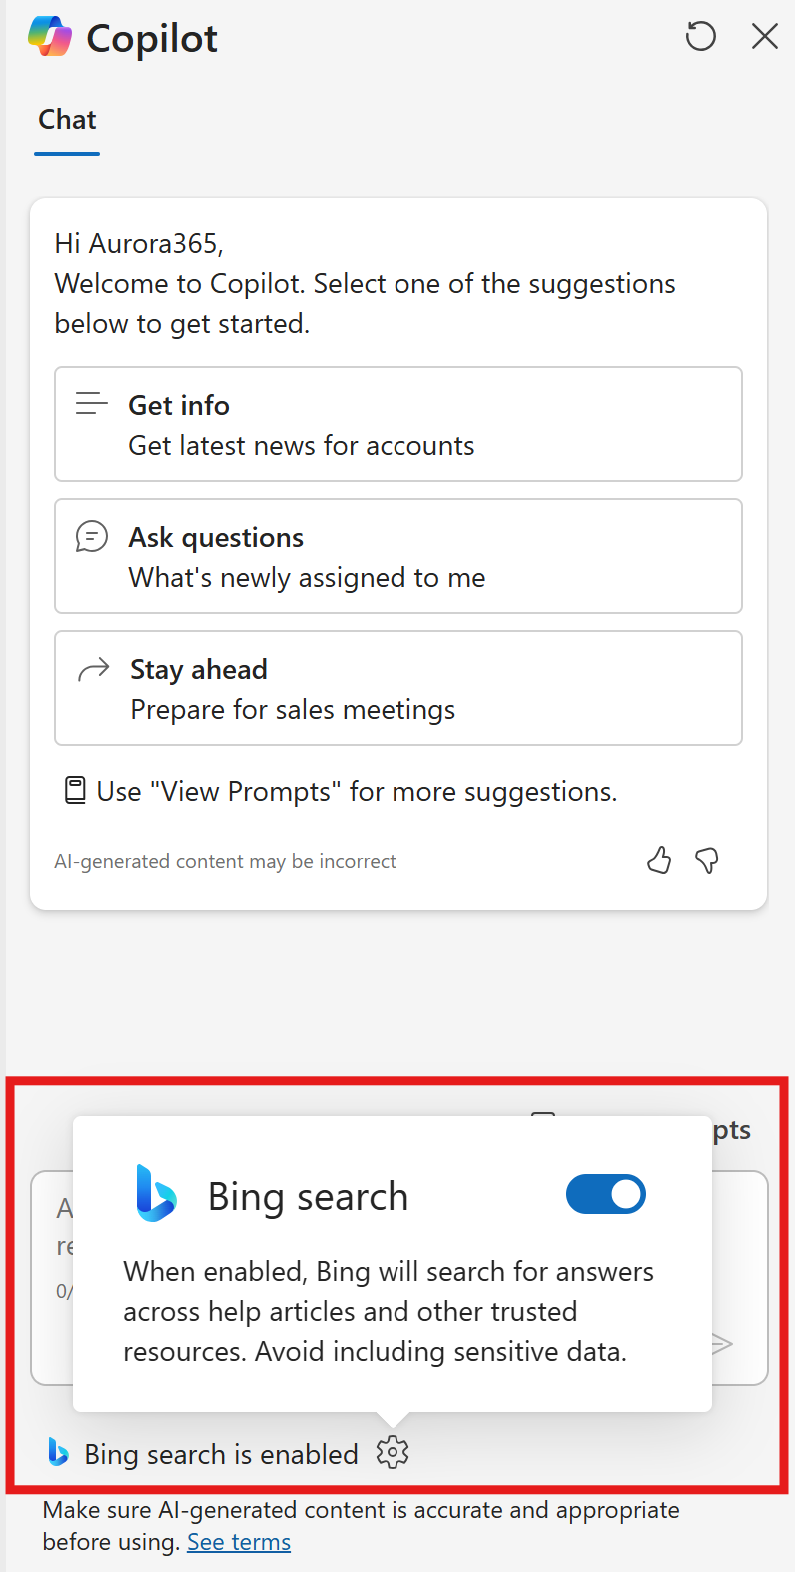 Copilot
Chat
Hi Aurora365,
Welcome to Copilot. Select one of the suggestions
below to get started.
Get info
Get latest news for accounts
Ask questions
What's newly assigned to me
Stay ahead
Prepare for sales meetings
Use "View Prompts" for more suggestions.
AI-generated content may be incorrect
Bing search
When enabled, Bing will search for answers
across help articles and other trusted
resources. Avoid including sensitive data.
Bing search is enabled
Make sure AI-generated content is accurate and appropriate
before using. See terms